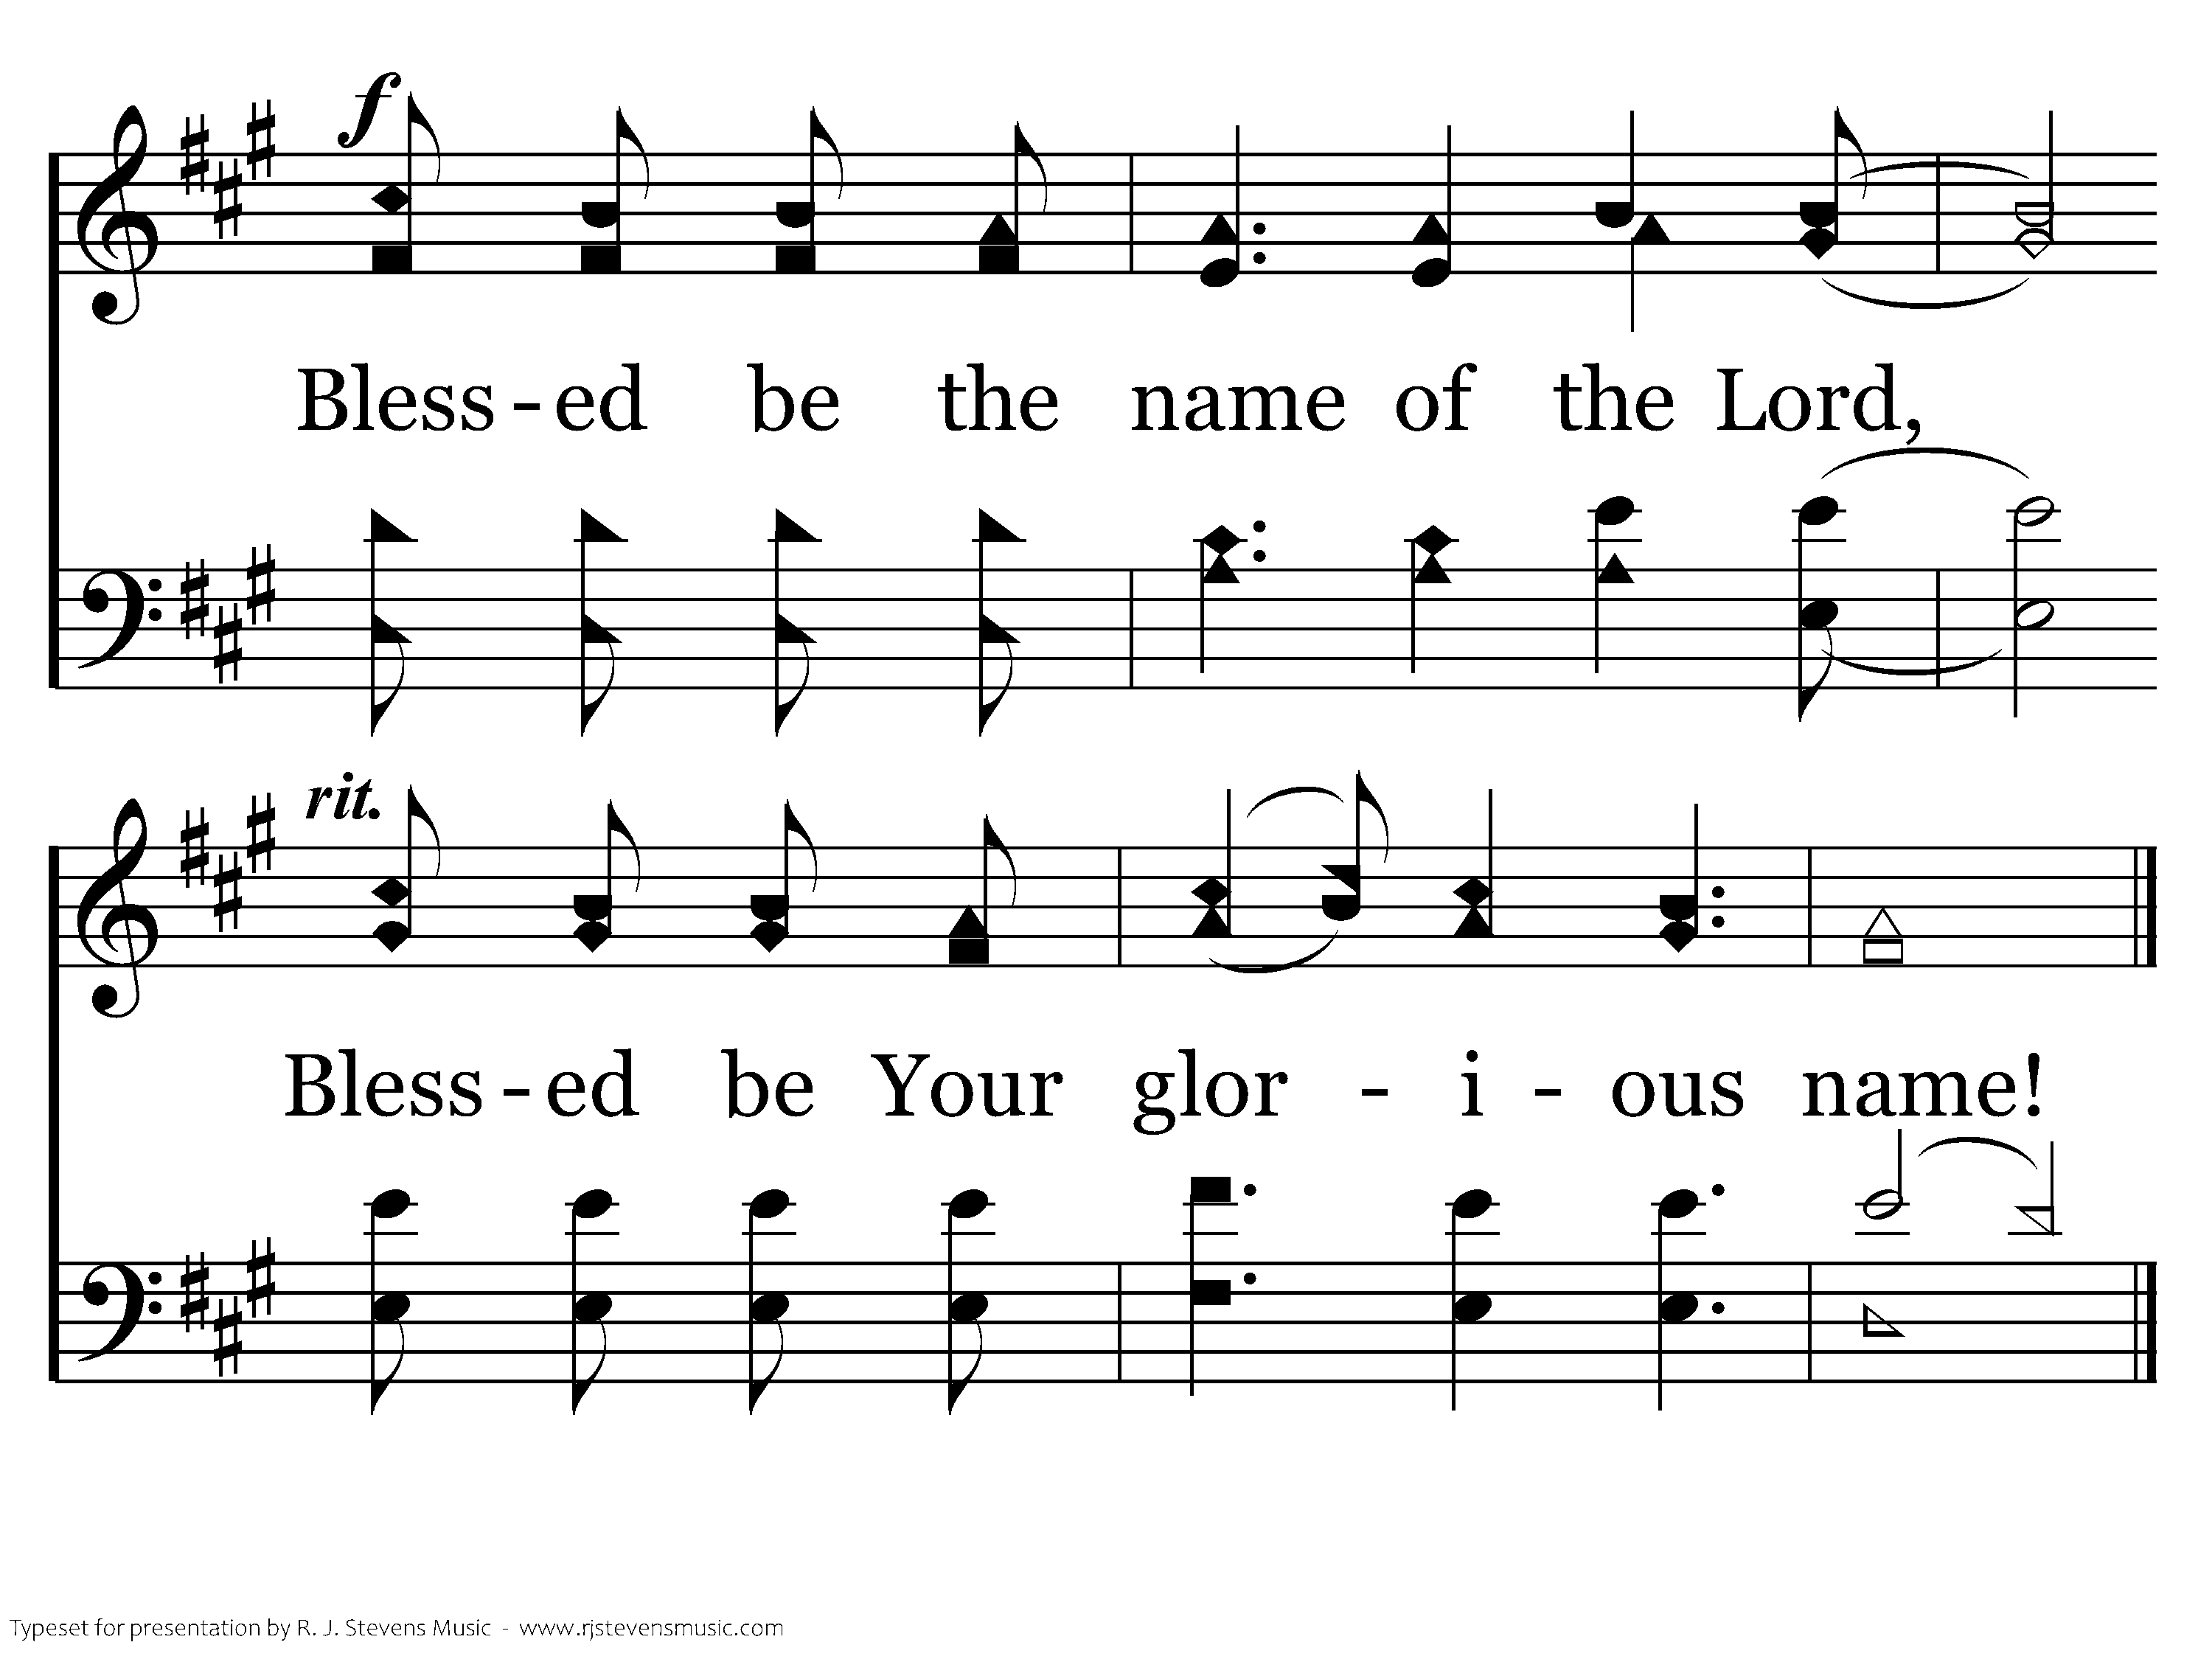 f
Bless - ed be the name of the Lord,
rit.
Bless - ed be Your glor - i - ous name!
Typeset for presentation by R. J. Stevens Music - www.rjstevensmusic.com